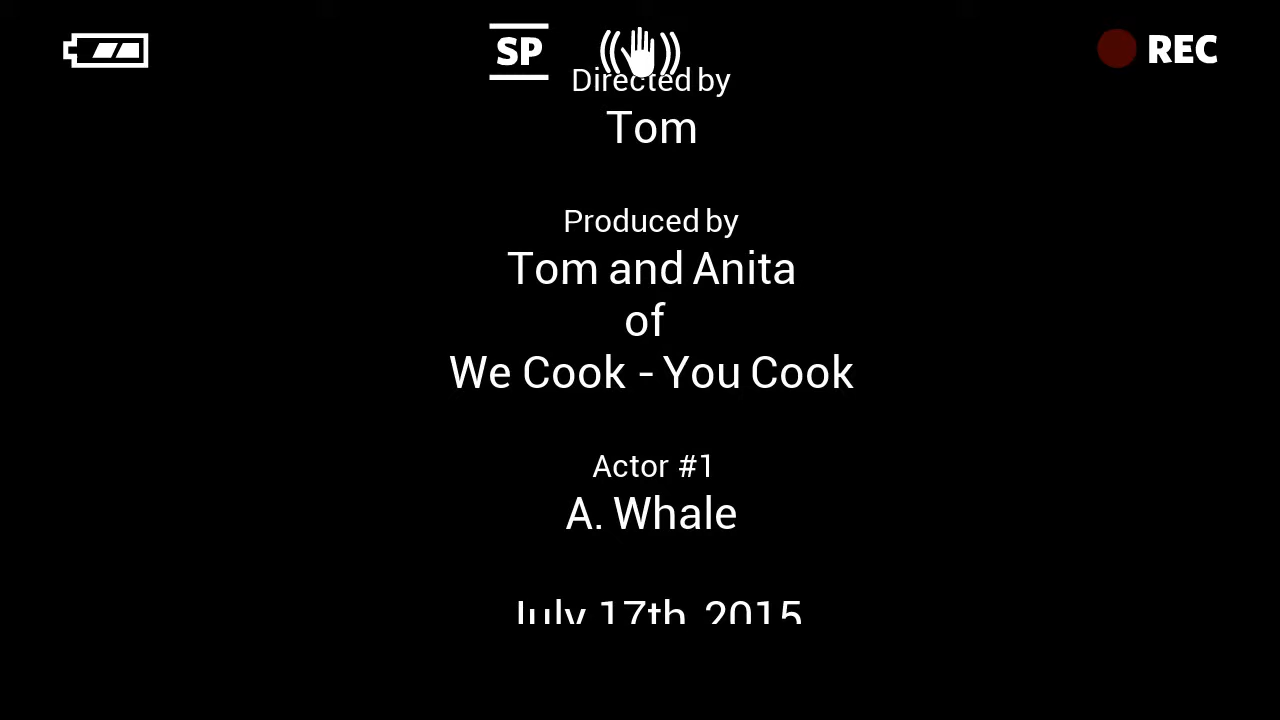 SP
REC
Directed by
Tom
Produced by
Tom and Anita
of
We Cook - You Cook
Actor #1
A. Whale
July 17th, 2015